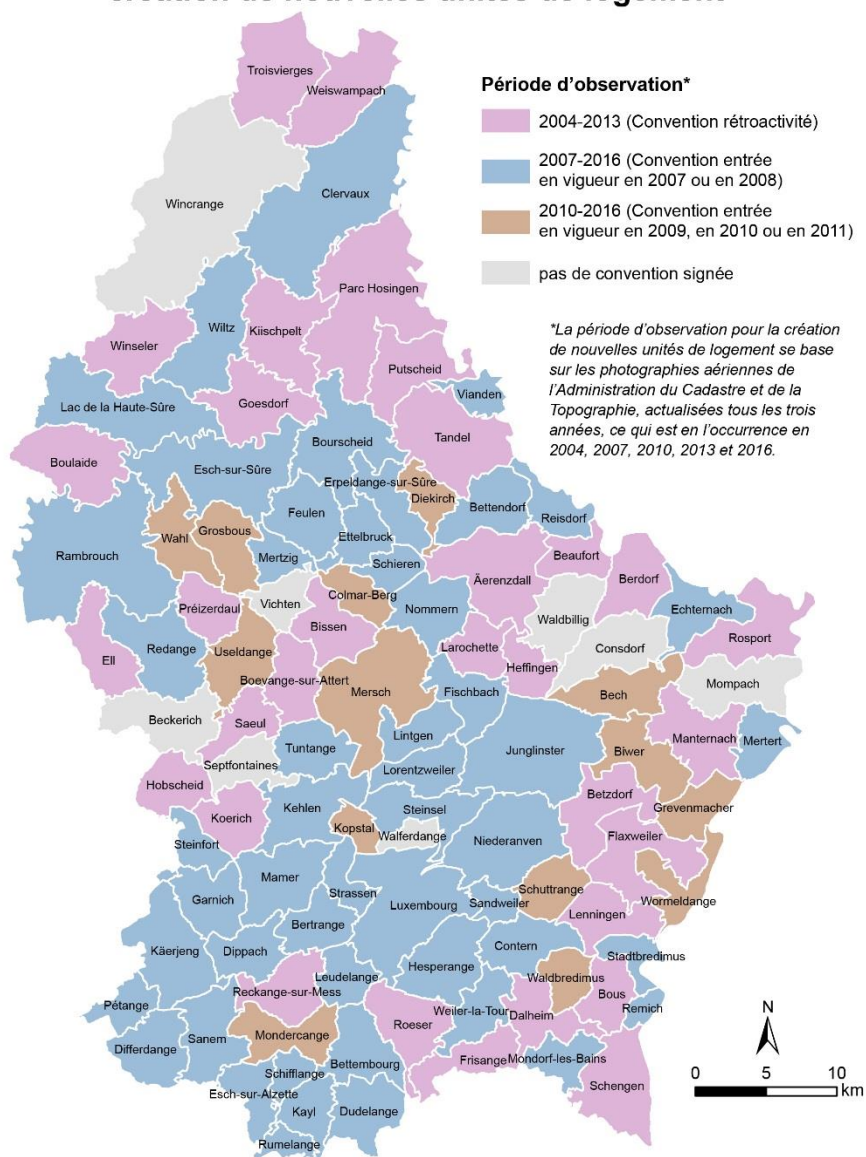 création de nouvelles unités de logement
Troisvierges
Weiswampach
Période d'observation*
2004-2013 (Convention rétroactivité)
2007-2016 (Convention entrée
en vigueur en 2007 ou en 2008)
2010-2016 (Convention entrée
en vigueur en 2009, en 2010 ou en 2011)
pas de convention signée
*La période d'observation pour la création
de nouvelles unités de logement se base
sur les photographies aériennes de
l'Administration du Cadastre et de la
Topographie, actualisées tous les trois
années, ce qui est en l'occurrence en
2004, 2007, 2010, 2013 et 2016.
Clervaux
Wincrange
Parc Hosingen
Wiltz
Kiischpelt
Winseler
Putscheid
Vianden
Lac de la Haute-Sûre
Goesdorf
Tandel
Bourscheid
Boulaide
Esch-sur-Sûre
Erpeldange-sur-Sûre
Diekirch
Bettendorf
Feulen
Reisdorf
Wahl
Grosbous
Ettelbruck
Rambrouch
Mertzig
Schieren
Beaufort
Äerenzdall
Berdorf
Colmar-Berg
Vichten
Préizerdaul
Nommern
Echternach
Waldbillig
Bissen
Rosport
Redange
Useldange
Larochette
Consdorf
Ell
Heffingen
Boevange-sur-Attert
Mersch
Fischbach
Bech
Mompach
Beckerich
Saeul
Lintgen
Manternach
Mertert
Tuntange
Junglinster
Biwer
Septfontaines
Lorentzweiler
Hobscheid
Betzdorf
Kehlen
Steinsel
Grevenmacher
Koerich
Kopstal
Walferdange
Flaxweiler
Steinfort
Niederanven
Mamer
Schuttrange
Garnich
Strassen
Luxembourg
Sandweiler
Wormeldange
Lenningen
Bertrange
Käerjeng
Dippach
Contern
Stadtbredimus
Hesperange
Leudelange
Waldbredimus
Reckange-sur-Mess
Bous
Pétange
Weiler-la-Tour
Remich
Dalheim
Roeser
Mondercange
Sanem
Differdange
Bettembourg
Frisange
Mondorf-les-Bains
Schifflange
Schengen
Esch-sur-Alzette
Kayl
Dudelange
Rumelange
N
0 5 10
km